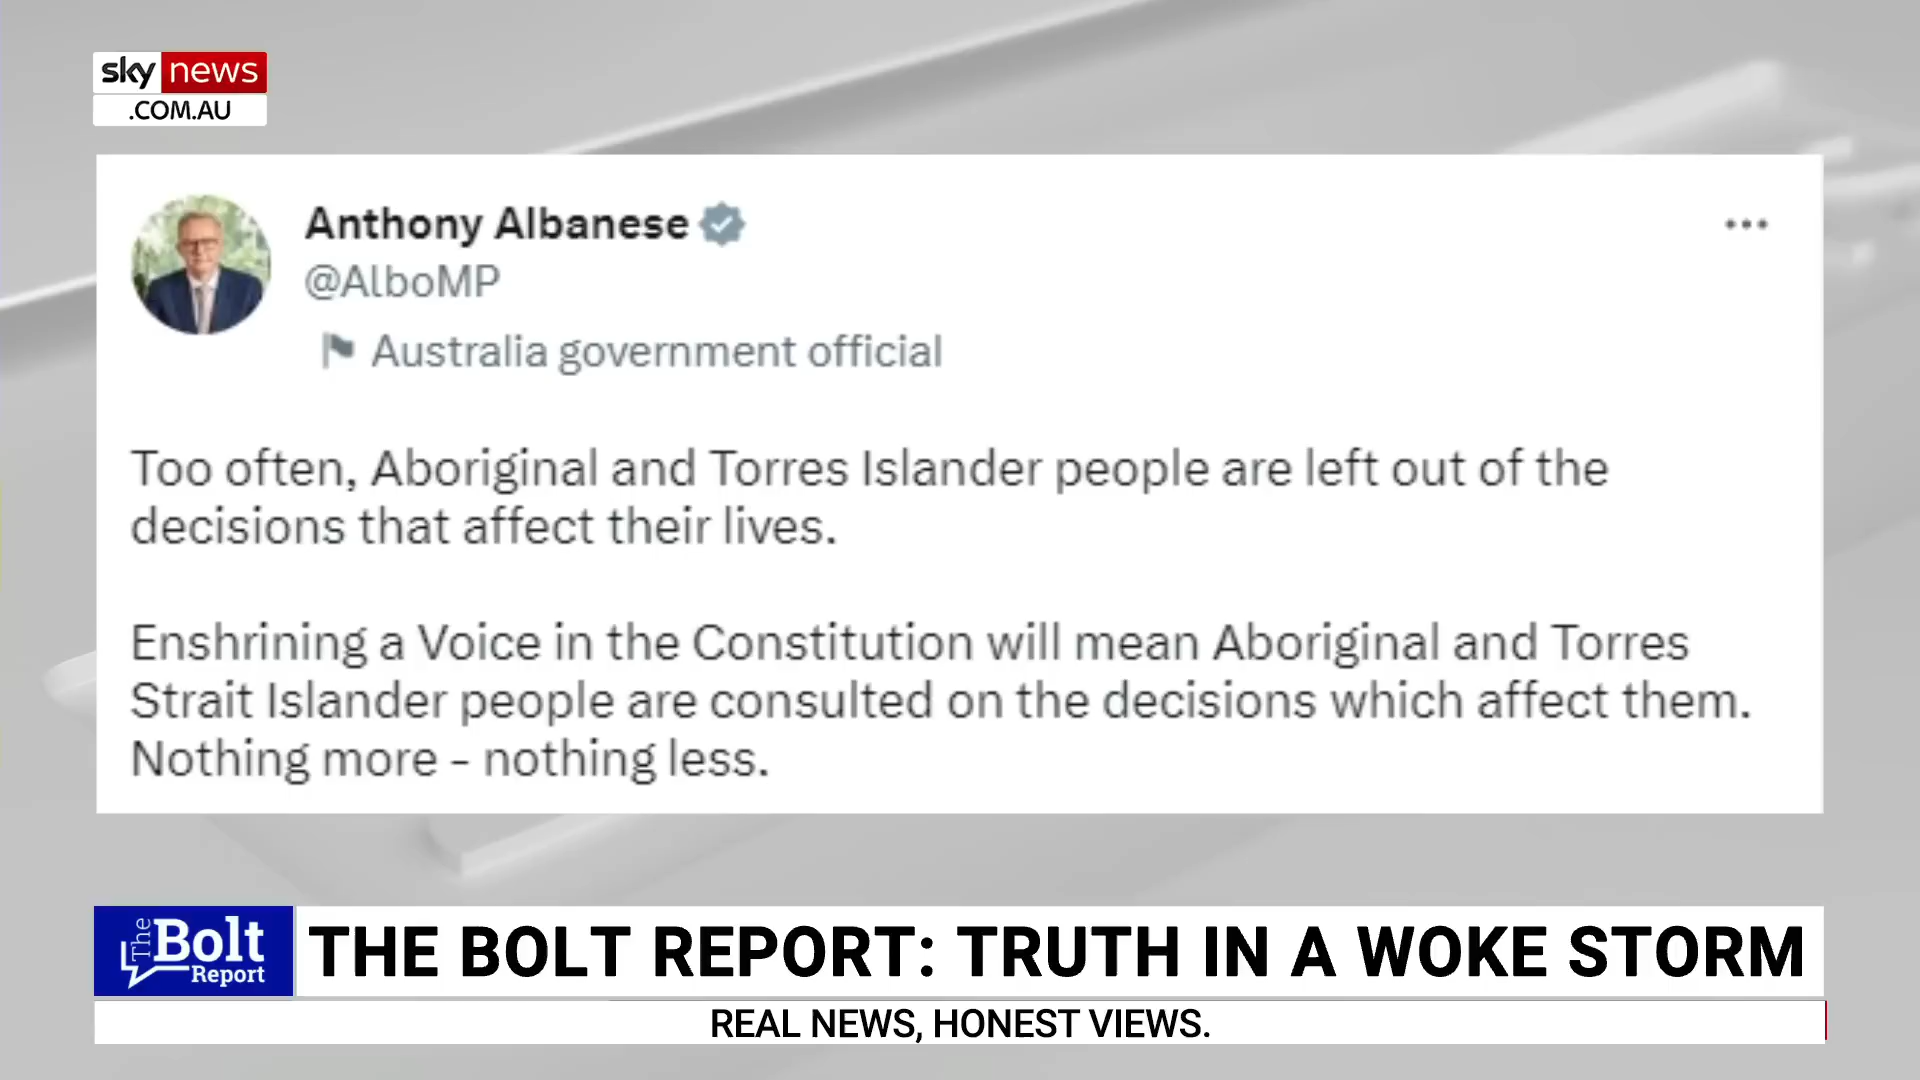 sky news
.COM.AU
Anthony Albanese
@AlboMP
Australia government official
Too often, Aboriginal and Torres Islander people are left out of the
decisions that affect their lives.
Enshrining a Voice in the Constitution will mean Aboriginal and Torres
Strait Islander people are consulted on the decisions which affect them.
Nothing more - nothing less.
The Bolt Report
THE BOLT REPORT: TRUTH IN A WOKE STORM
REAL NEWS, HONEST VIEWS.